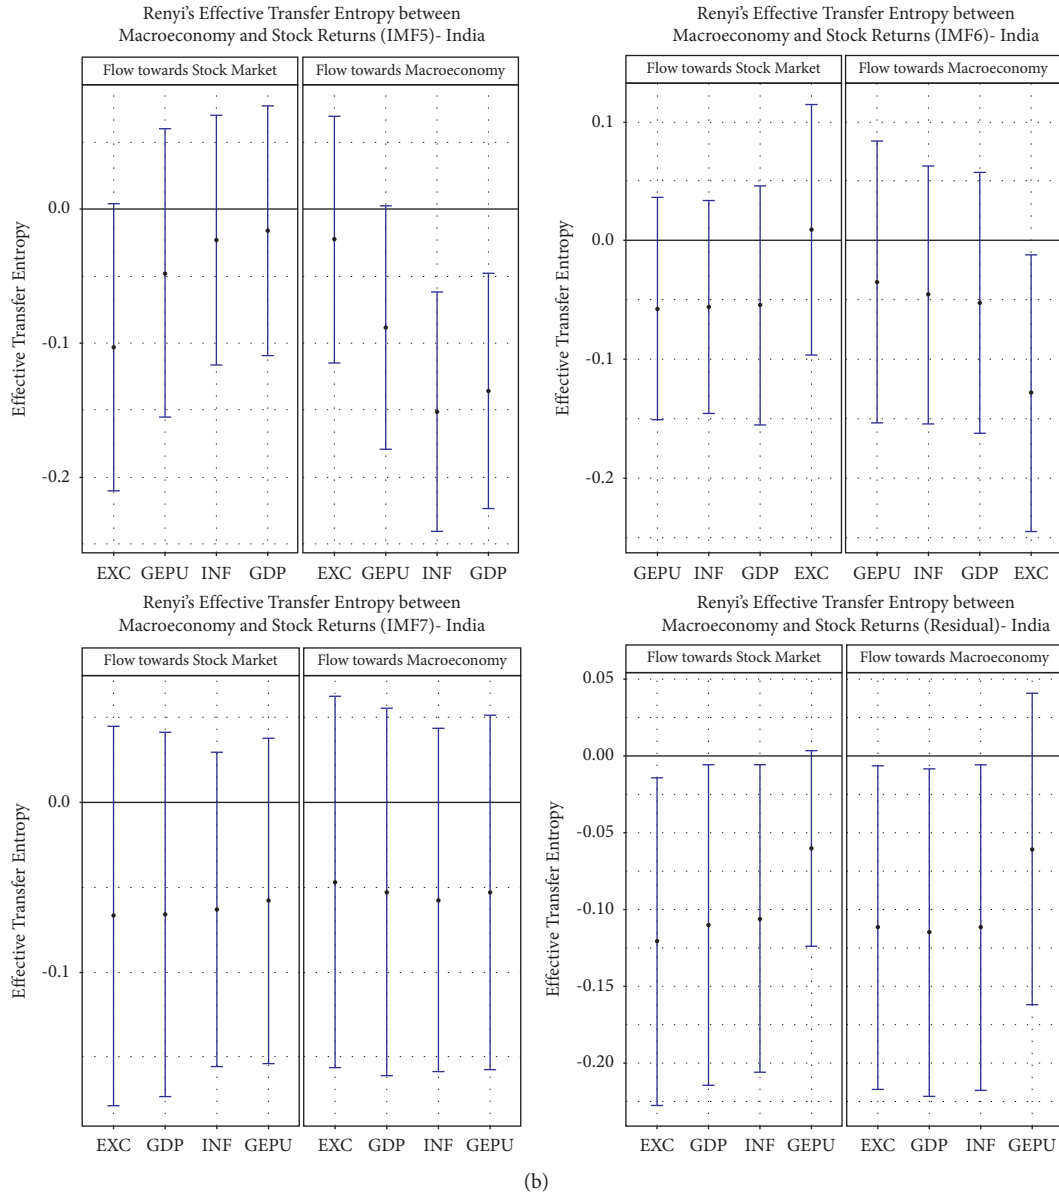 Renyi's Effective Transfer Entropy between
Macroeconomy and Stock Returns (IMF5)- India
Flow towards Stock Market
Flow towards Macroeconomy
Effective Transfer Entropy
0.0
-0.1
-0.2
EXC GEPU INF GDP
EXC GEPU INF GDP
Renyi's Effective Transfer Entropy between
Macroeconomy and Stock Returns (IMF6)- India
Flow towards Stock Market
Flow towards Macroeconomy
Effective Transfer Entropy
0.1
0.0
-0.1
-0.2
GEPU INF GDP EXC
GEPU INF GDP EXC
Renyi's Effective Transfer Entropy between
Macroeconomy and Stock Returns (IMF7)- India
Flow towards Stock Market
Flow towards Macroeconomy
Effective Transfer Entropy
0.0
-0.1
EXC GDP INF GEPU
EXC GDP INF GEPU
Renyi's Effective Transfer Entropy between
Macroeconomy and Stock Returns (Residual)- India
Flow towards Stock Market
Flow towards Macroeconomy
Effective Transfer Entropy
0.05
0.00
-0.05
-0.10
-0.15
-0.20
EXC GDP INF GEPU
EXC GDP INF GEPU
(b)